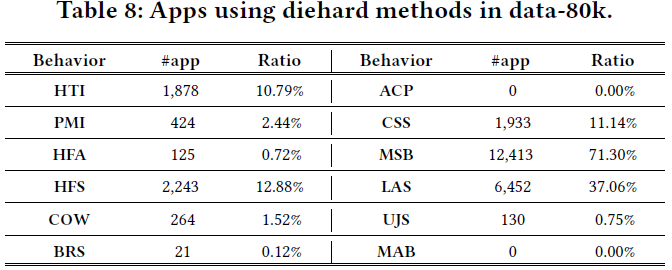 Table 8: Apps using diehard methods in data-80k.
Behavior #app Ratio Behavior #app Ratio
HTI 1,878 10.79% ACP 0 0.00%
PMI 424 2.44% CSS 1,933 11.14%
HFA 125 0.72% MSB 12,413 71.30%
HFS 2,243 12.88% LAS 6,452 37.06%
COW 264 1.52% UJS 130 0.75%
BRS 21 0.12% MAB 0 0.00%